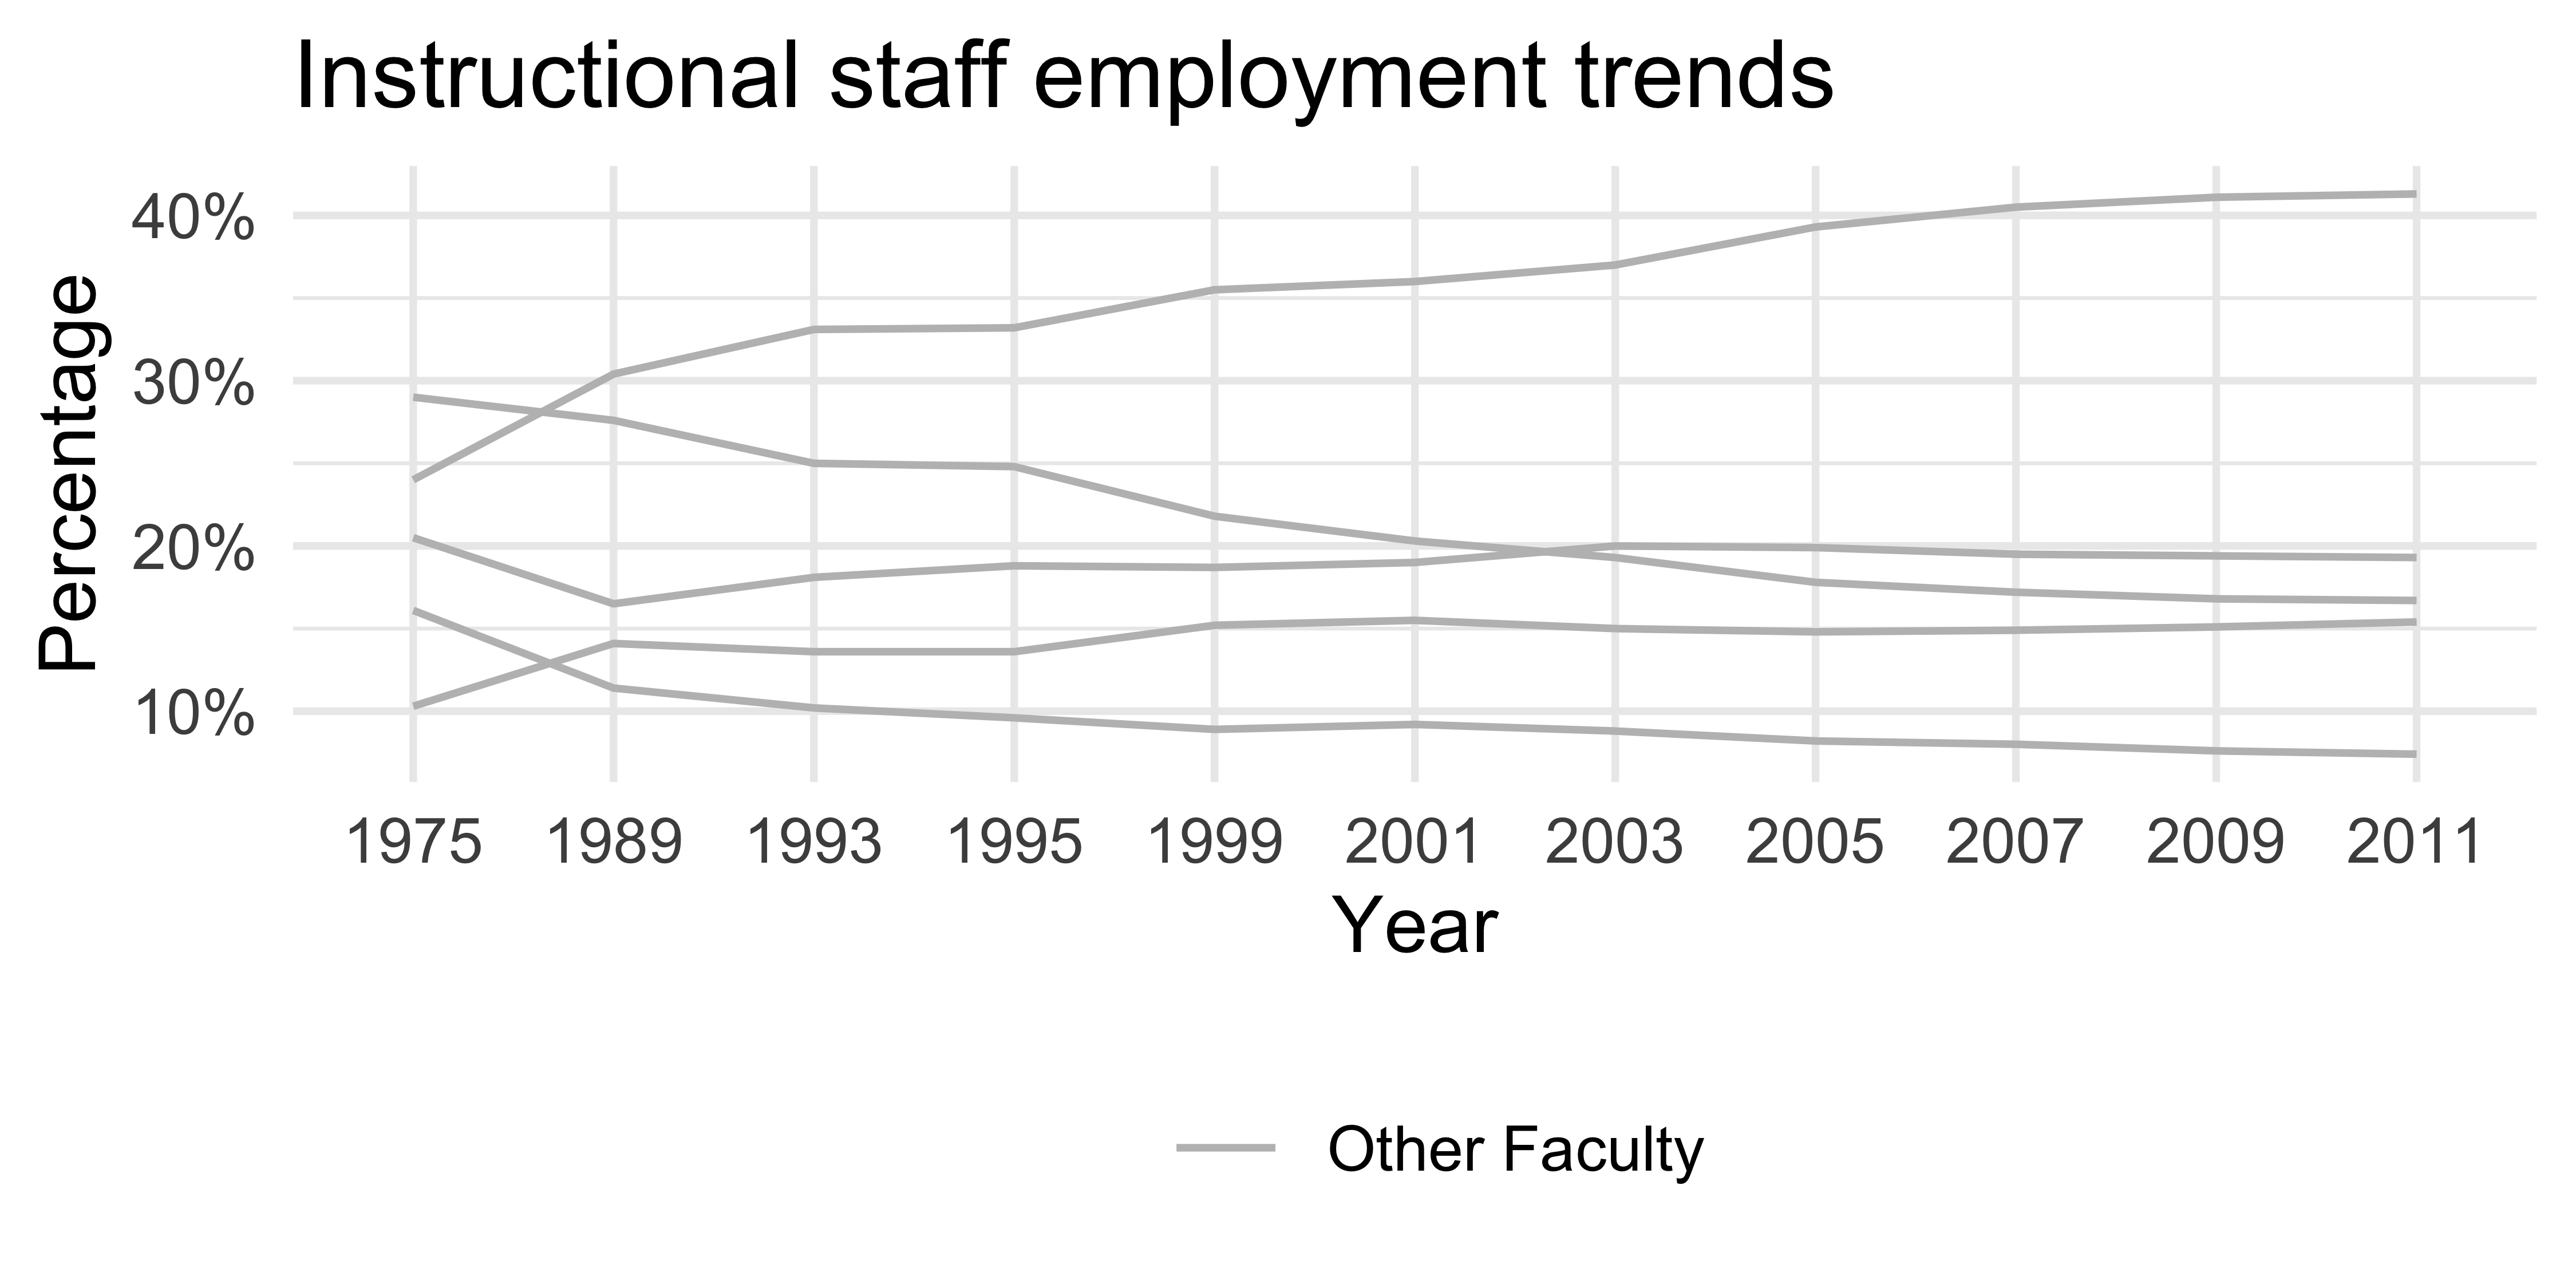 Instructional staff employment trends
Percentage
40%
30%
20%
10%
1975 1989 1993 1995 1999 2001 2003 2005 2007 2009 2011
Year
Other Faculty